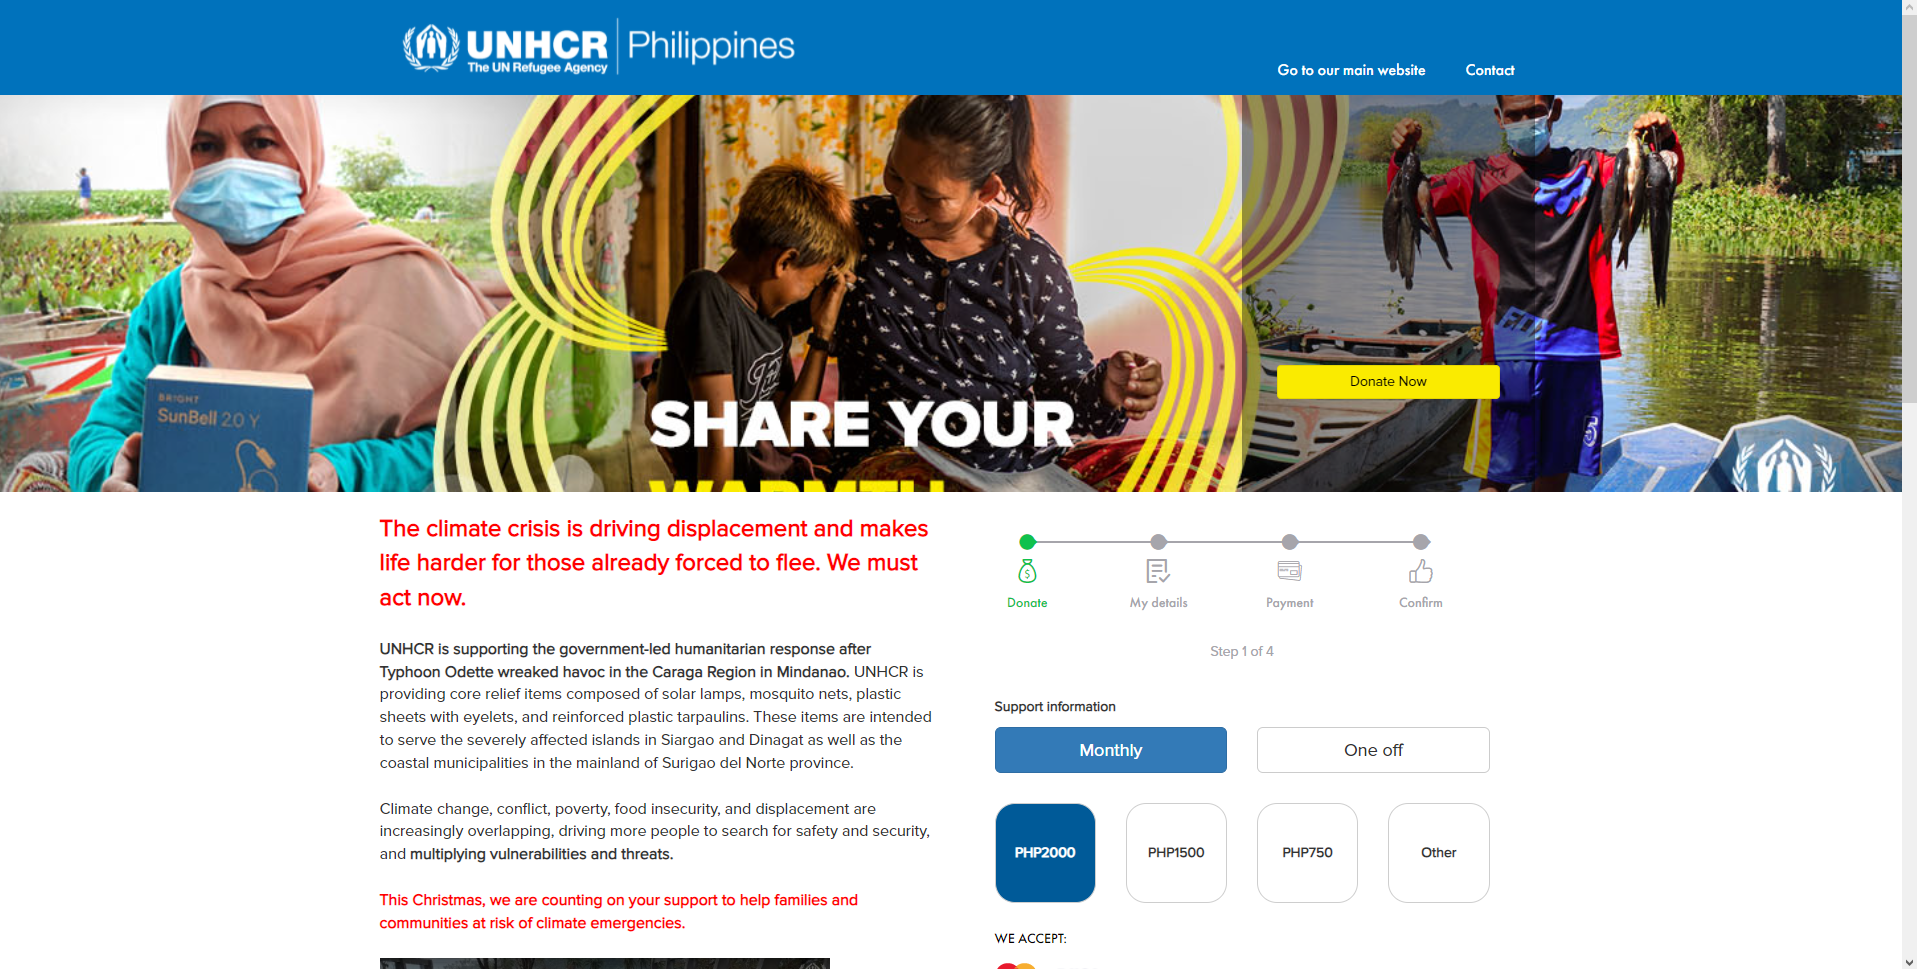 UNHCR
The UN Refugee Agency
Philippines
Go to our main website
Contact
BRIGHT
SunBell 2.0 Y
SHARE YOUR
WARMTH
Donate Now
The climate crisis is driving displacement and makes
life harder for those already forced to flee. We must
act now.
UNHCR is supporting the government-led humanitarian response after
Typhoon Odette wreaked havoc in the Caraga Region in Mindanao. UNHCR is
providing core relief items composed of solar lamps, mosquito nets, plastic
sheets with eyelets, and reinforced plastic tarpaulins. These items are intended
to serve the severely affected islands in Siargao and Dinagat as well as the
coastal municipalities in the mainland of Surigao del Norte province.
Climate change, conflict, poverty, food insecurity, and displacement are
increasingly overlapping, driving more people to search for safety and security,
and multiplying vulnerabilities and threats.
This Christmas, we are counting on your support to help families and
communities at risk of climate emergencies.
Donate
My details
Payment
Confirm
Step 1 of 4
Support information
Monthly
One off
PHP2000
PHP1500
PHP750
Other
WE ACCEPT: